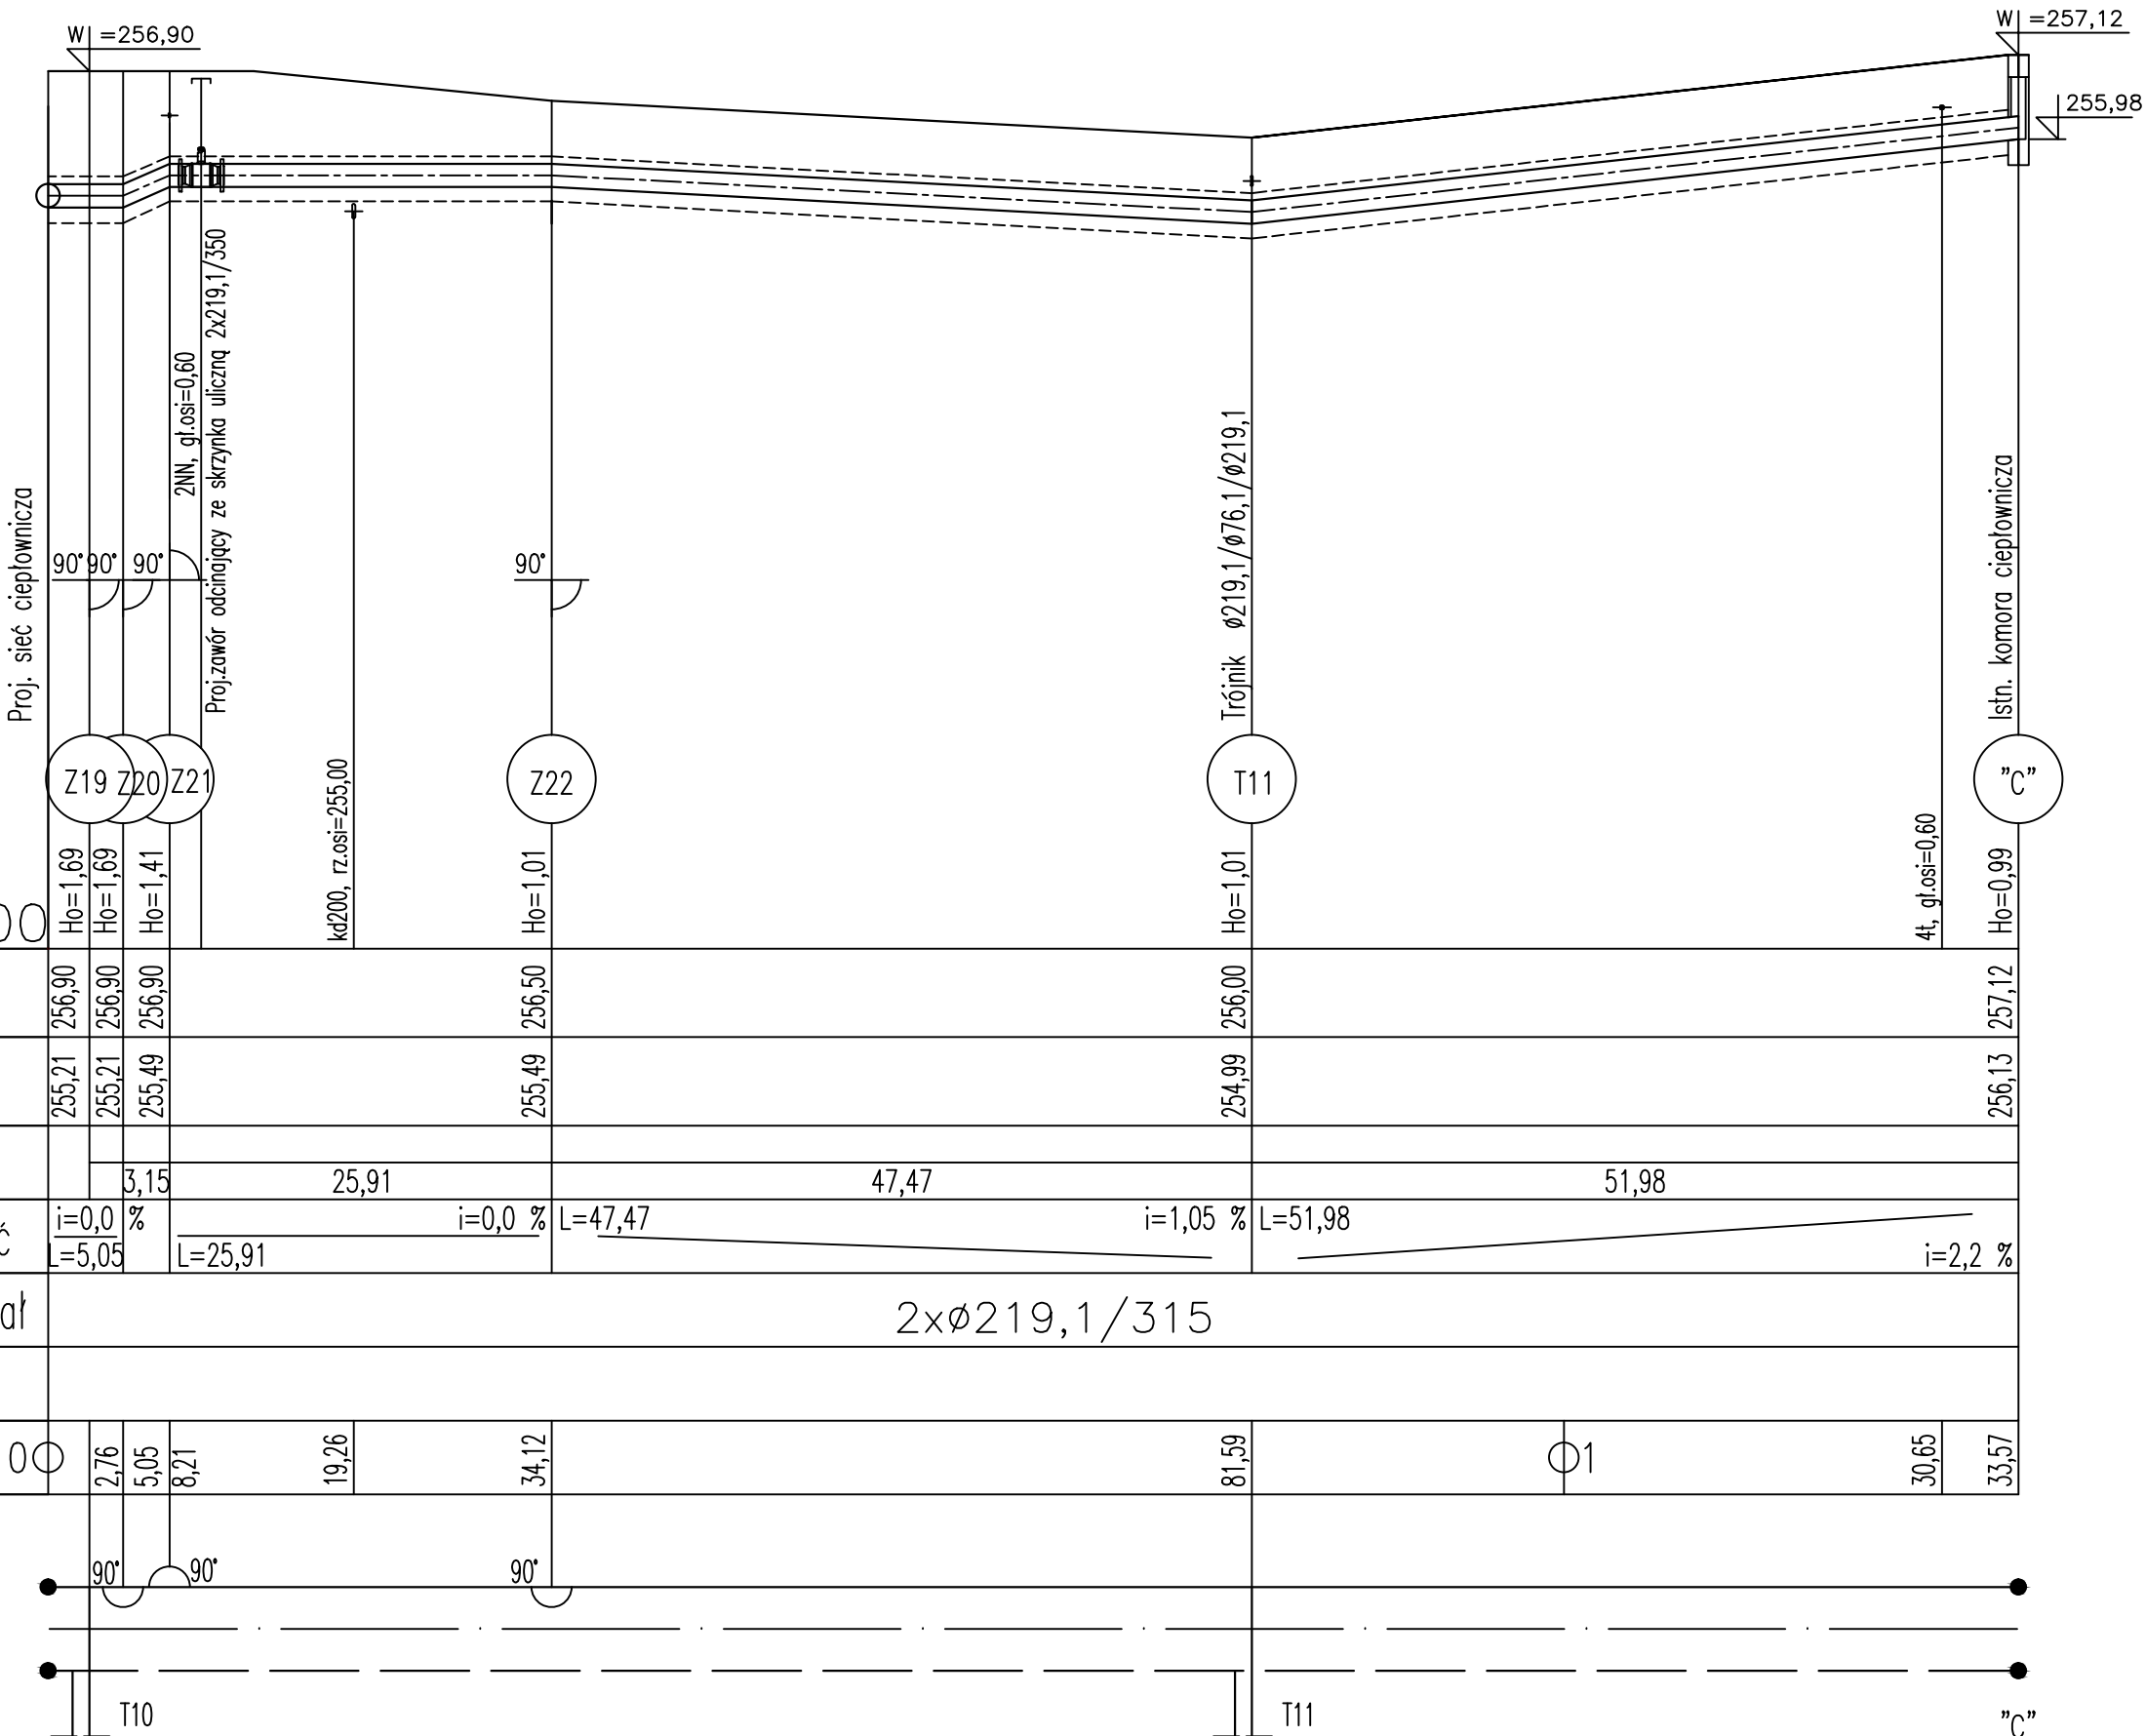 W =256,90
W =257,12
255,98
Proj. sieć ciepłownicza
2NN, gł.osi=0,60
Proj.zawór odcinający ze skrzynka uliczną 2x219,1/350
Trójnik ø219,1/ø76,1/ø219,1
Istn. komora ciepłownicza
90° 90° 90° 90°
Z19 Z20 Z21 Z22 T11 "C"
kd200, rz.osi=255,00
4t, gł.osi=0,60
Ho=1,69 Ho=1,69 Ho=1,41 Ho=1,01 Ho=1,01 Ho=0,99
256,90 256,90 256,90 256,50 256,00 257,12
255,21 255,21 255,49 255,49 254,99 256,13
3,15 25,91 47,47 51,98
i=0,0 % i=0,0 % L=47,47 i=1,05 % L=51,98
ć L=5,05 L=25,91 i=2,2 %
ał 2xø219,1/315
0 2,76 5,05 8,21 19,26 34,12 81,59 1 30,65 33,57
90° 90° 90°
T10 T11 "C"